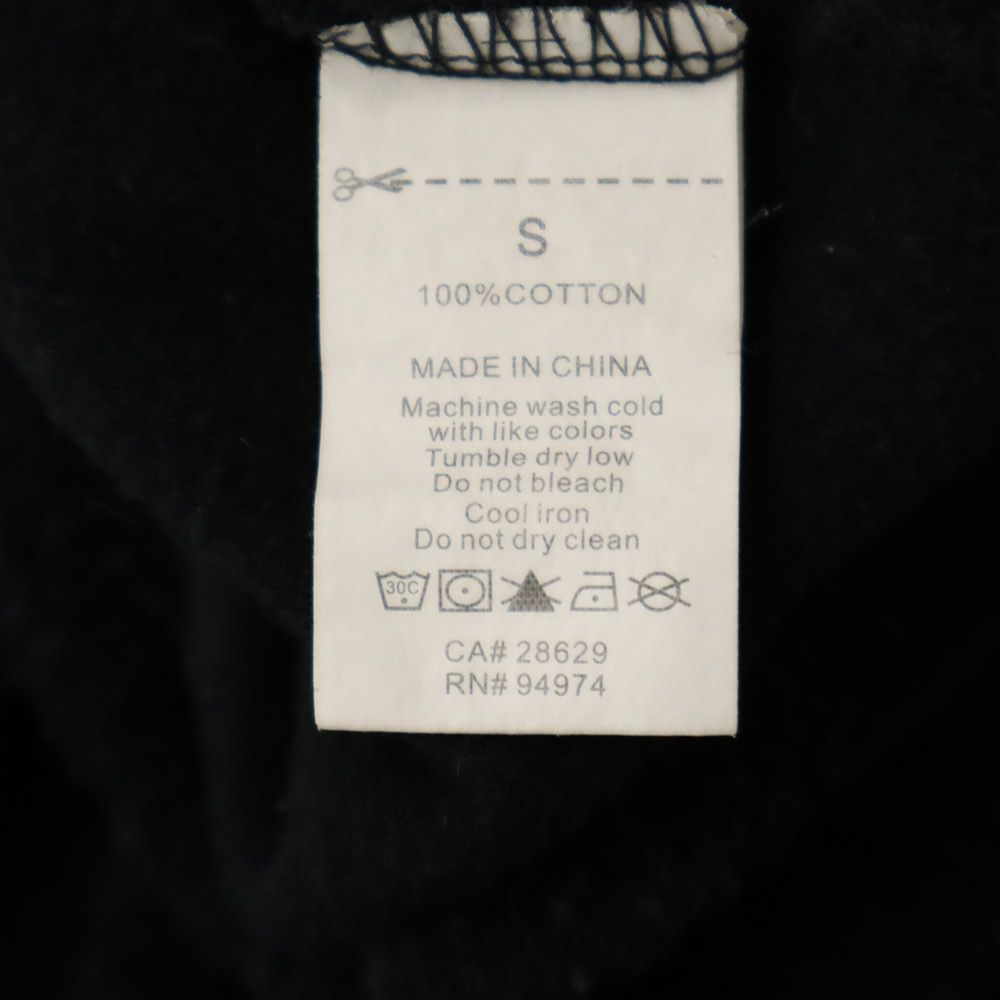 S
100%COTTON
MADE IN CHINA
Machine wash cold
with like colors
Tumble dry low
Do not bleach
Cool iron
Do not dry clean
30C
CA# 28629
RN# 94974